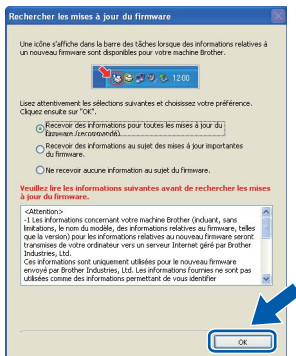 Rechercher les mises à jour du firmware
Une icône s'affiche dans la barre des tâches lorsque des informations relatives à
un nouveau firmware sont disponibles pour votre machine Brother.
12:00
Lisez attentivement les sélections suivantes et choisissez votre préférence.
Cliquez ensuite sur "OK".
Recevoir des informations pour toutes les mises à jour du
firmware (recommandé)
Recevoir des informations au sujet des mises à jour importantes
du firmware.
Ne recevoir aucune information au sujet du firmware.
Veuillez lire les informations suivantes avant de rechercher les mises
à jour du firmware.
<Attention>
-1 Les informations concernant votre machine Brother (incluant, sans
limitations, le nom du modèle, des informations relatives au firmware, telles
que la version) pour les informations relatives au nouveau firmware seront
transmises de votre ordinateur vers un serveur Internet géré par Brother
Industries, Ltd.
Ces informations sont uniquement utilisées pour le nouveau firmware
envoyé par Brother Industries, Ltd. Les informations fournies ne sont pas
utilisées comme des informations permettant de vous identifier
OK